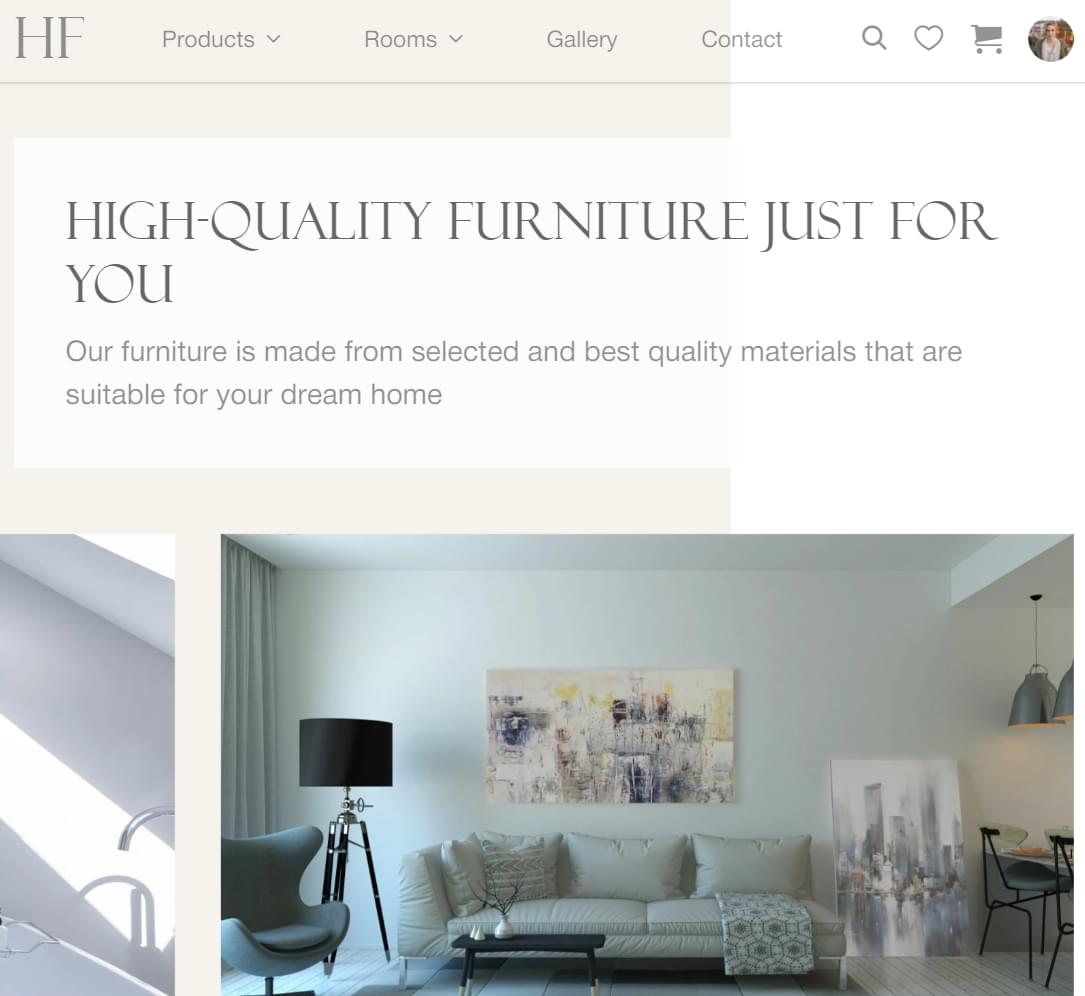 HF
Products
Rooms
Gallery
Contact
HIGH-QUALITY FURNITURE JUST FOR
YOU
Our furniture is made from selected and best quality materials that are
suitable for your dream home